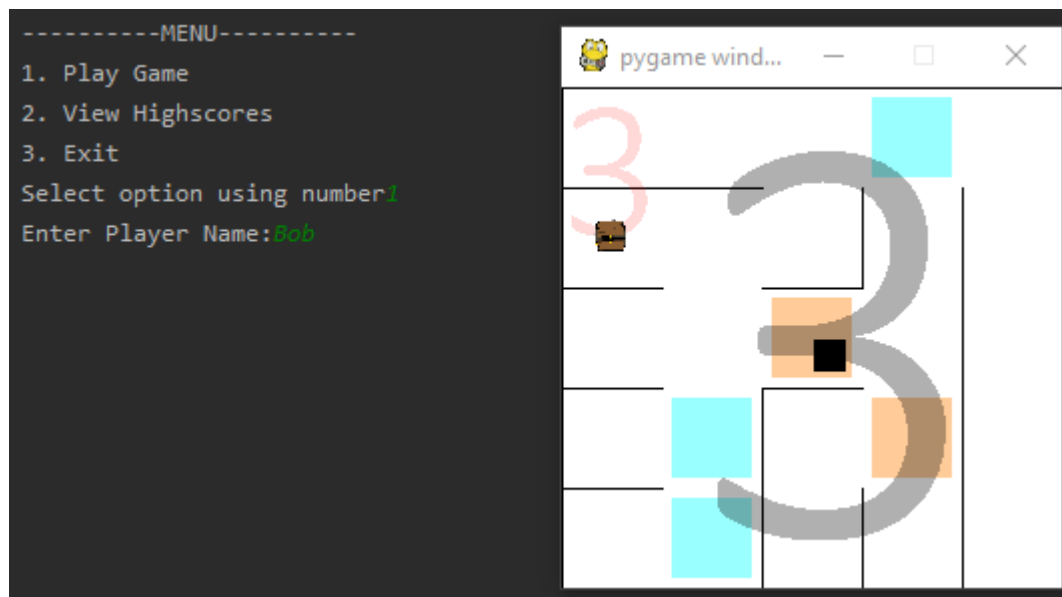 ----------MENU----------
1. Play Game
2. View Highscores
3. Exit
Select option using number1
Enter Player Name:Bob
pygame wind...
3
3